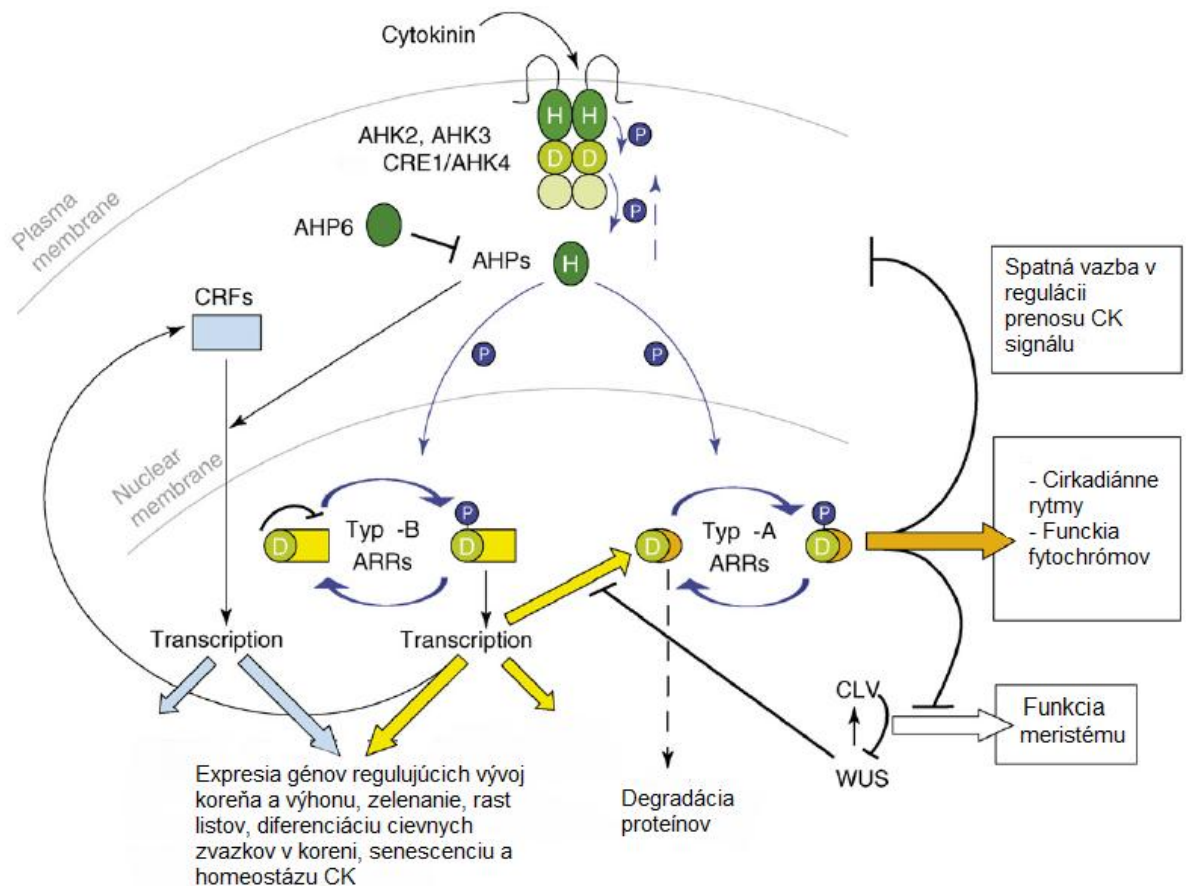 Cytokinin
H H
P
AHK2, AHK3
D D
CRE1/AHK4
P
Plasma
membrane
AHP6
AHPs
H
CRFs
Spatná vazba v
regulácii
prenosu CK
signálu
P P
Nuclear
membrane
- Cirkadiánne
rytmy
- Funckia
fytochrómov
P P
D
Typ -B
ARRs
D
D
Typ -A
ARRs
D
Transcription
Transcription
CLV
WUS
Funkcia
meristému
Expresia génov regulujúcich vývoj
koreňa a výhonu, zelenanie, rast
listov, diferenciáciu cievnych
zvazkov v koreni, senescenciu a
homeostázu CK
Degradácia
proteínov